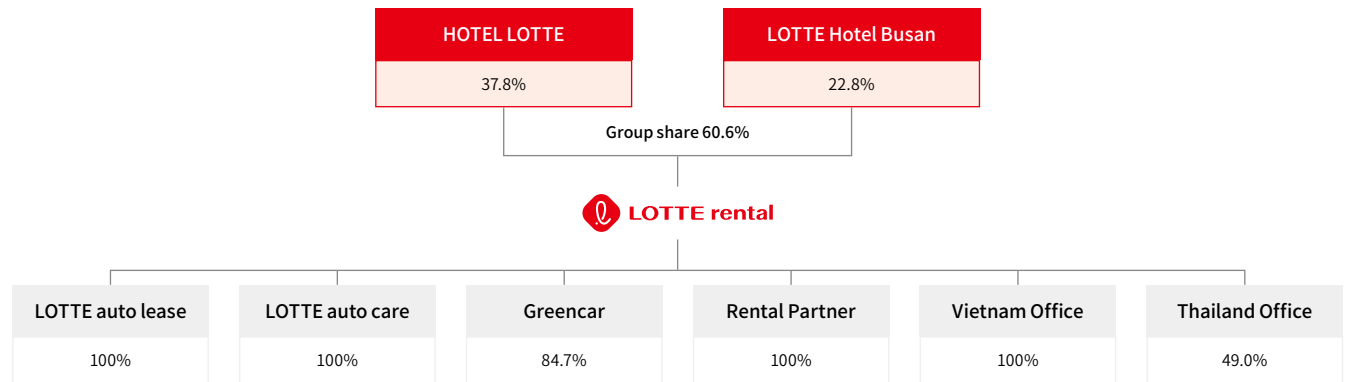 HOTEL LOTTE
LOTTE Hotel Busan
37.8%
22.8%
Group share 60.6%
LOTTE rental
LOTTE auto lease
LOTTE auto care
Greencar
Rental Partner
Vietnam Office
Thailand Office
100%
100%
84.7%
100%
100%
49.0%